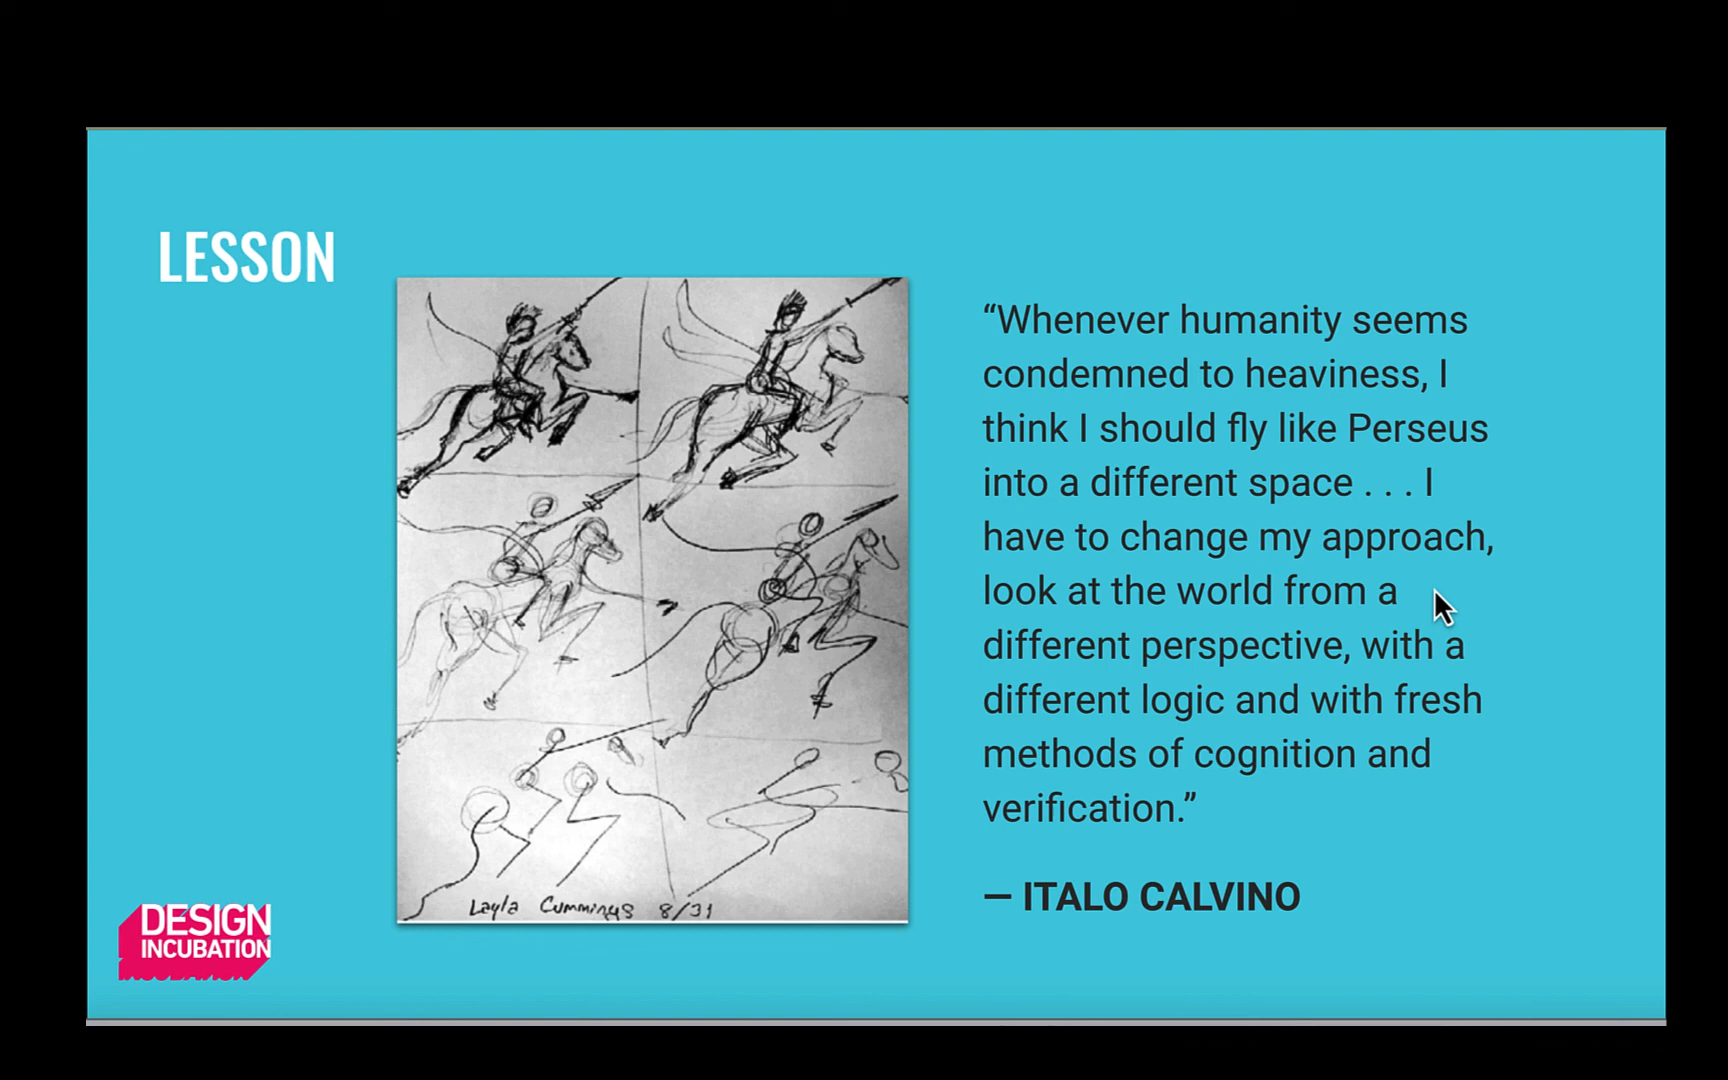 LESSON
“Whenever humanity seems
condemned to heaviness, I
think I should fly like Perseus
into a different space . . . I
have to change my approach,
look at the world from a
different perspective, with a
different logic and with fresh
methods of cognition and
verification.”
— ITALO CALVINO
Layla Cummings 8/31
DESIGN
INCUBATION